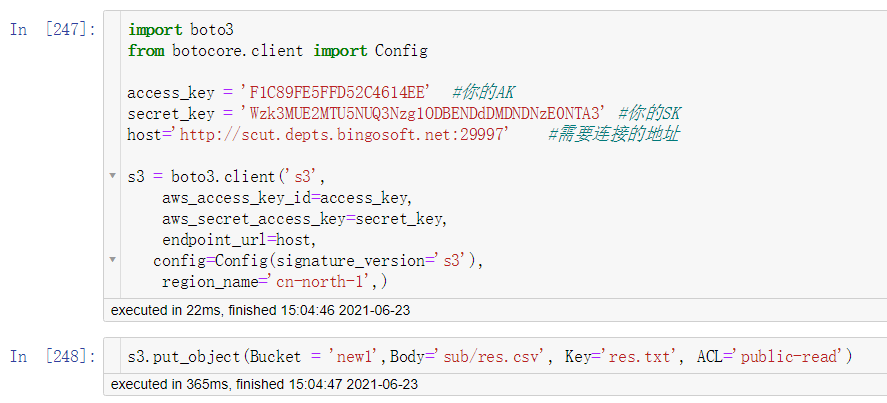 In [247]:
import boto3
from botocore.client import Config
access_key = 'F1C89FE5FFD52C4614EE' #你的AK
secret_key = 'Wzk3MUE2MTU5NUQ3Nzg1ODBENDdDMDNDNzE0NTA3' #你的SK
host='http://scut.depts.bingosoft.net:29997' #需要连接的地址
s3 = boto3.client('s3',
aws_access_key_id=access_key,
aws_secret_access_key=secret_key,
endpoint_url=host,
config=Config(signature_version='s3'),
region_name='cn-north-1',)
executed in 22ms, finished 15:04:46 2021-06-23
In [248]:
s3.put_object(Bucket = 'new1',Body='sub/res.csv', Key='res.txt', ACL='public-read')
executed in 365ms, finished 15:04:47 2021-06-23